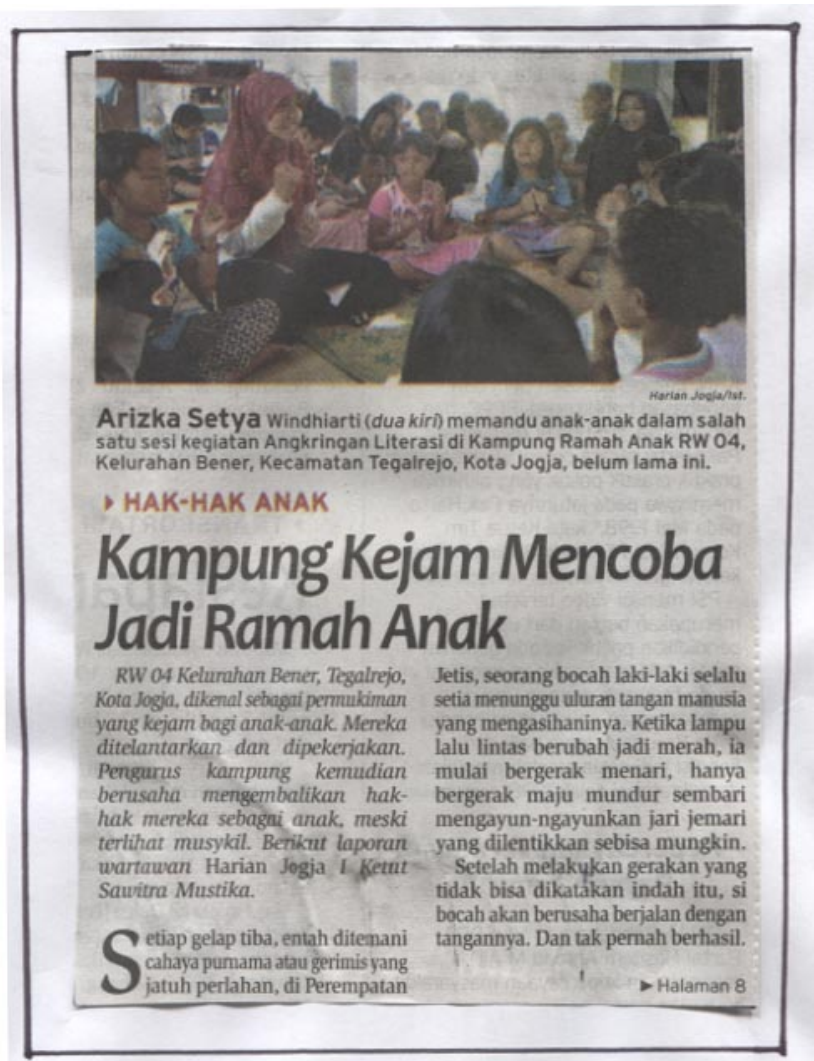 Harian Jogja/Ist.
Arizka Setya Windhiarti (dua kiri) memandu anak-anak dalam salah
satu sesi kegiatan Angkringan Literasi di Kampung Ramah Anak RW 04,
Kelurahan Bener, Kecamatan Tegalrejo, Kota Jogja, belum lama ini.
HAK-HAK ANAK
Kampung Kejam Mencoba
Jadi Ramah Anak
RW 04 Kelurahan Bener, Tegalrejo,
Kota Jogja, dikenal sebagai permukiman
yang kejam bagi anak-anak. Mereka
ditelantarkan dan dipekerjakan.
Pengurus kampung kemudian
berusaha mengembalikan hak-
hak mereka sebagai anak, meski
terlihat musykil. Berikut laporan
wartawan Harian Jogja I Ketut
Sawitra Mustika.
Setiap gelap tiba, entah ditemani
cahaya purnama atau gerimis yang
jatuh perlahan, di Perempatan
Jetis, seorang bocah laki-laki selalu
setia menunggu uluran tangan manusia
yang mengasihaninya. Ketika lampu
lalu lintas berubah jadi merah, ia
mulai bergerak menari, hanya
bergerak maju mundur sembari
mengayun-ngayunkan jari jemari
yang dilentikkan sebisa mungkin.
Setelah melakukan gerakan yang
tidak bisa dikatakan indah itu, si
bocah akan berusaha berjalan dengan
tangannya. Dan tak pernah berhasil.
Halaman 8